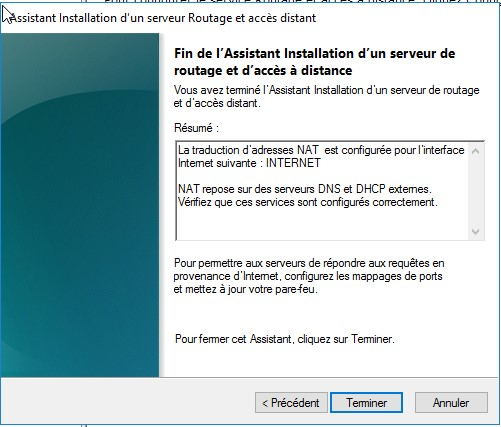 Assistant Installation d'un serveur Routage et accès distant
Fin de l'Assistant Installation d'un serveur de
routage et d'accès à distance
Vous avez terminé l'Assistant Installation d'un serveur de routage
et d'accès distant.
Résumé :
La traduction d'adresses NAT est configurée pour l'interface
Internet suivante : INTERNET
NAT repose sur des serveurs DNS et DHCP externes.
Vérifiez que ces services sont configurés correctement.
Pour permettre aux serveurs de répondre aux requêtes en
provenance d'Internet, configurez les mappages de ports
et mettez à jour votre pare-feu.
Pour fermer cet Assistant, cliquez sur Terminer.
< Précédent Terminer Annuler